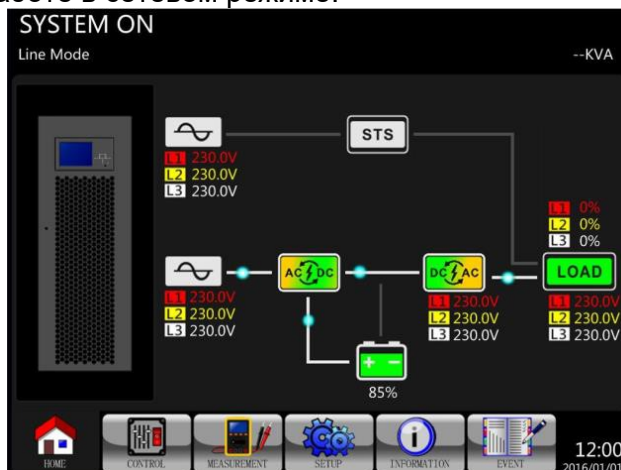 работе в сетевом режиме.
SYSTEM ON
Line Mode
--KVA
STS
L1 230.0V
L2 230.0V
L3 230.0V
L1 0%
L2 0%
L3 0%
AC DC
DC AC
LOAD
L1 230.0V
L2 230.0V
L3 230.0V
L1 230.0V
L2 230.0V
L3 230.0V
L1 230.0V
L2 230.0V
L3 230.0V
+ -
85%
HOME
CONTROL
MEASUREMENT
SETUP
INFORMATION
EVENT
12:00
2016/01/01